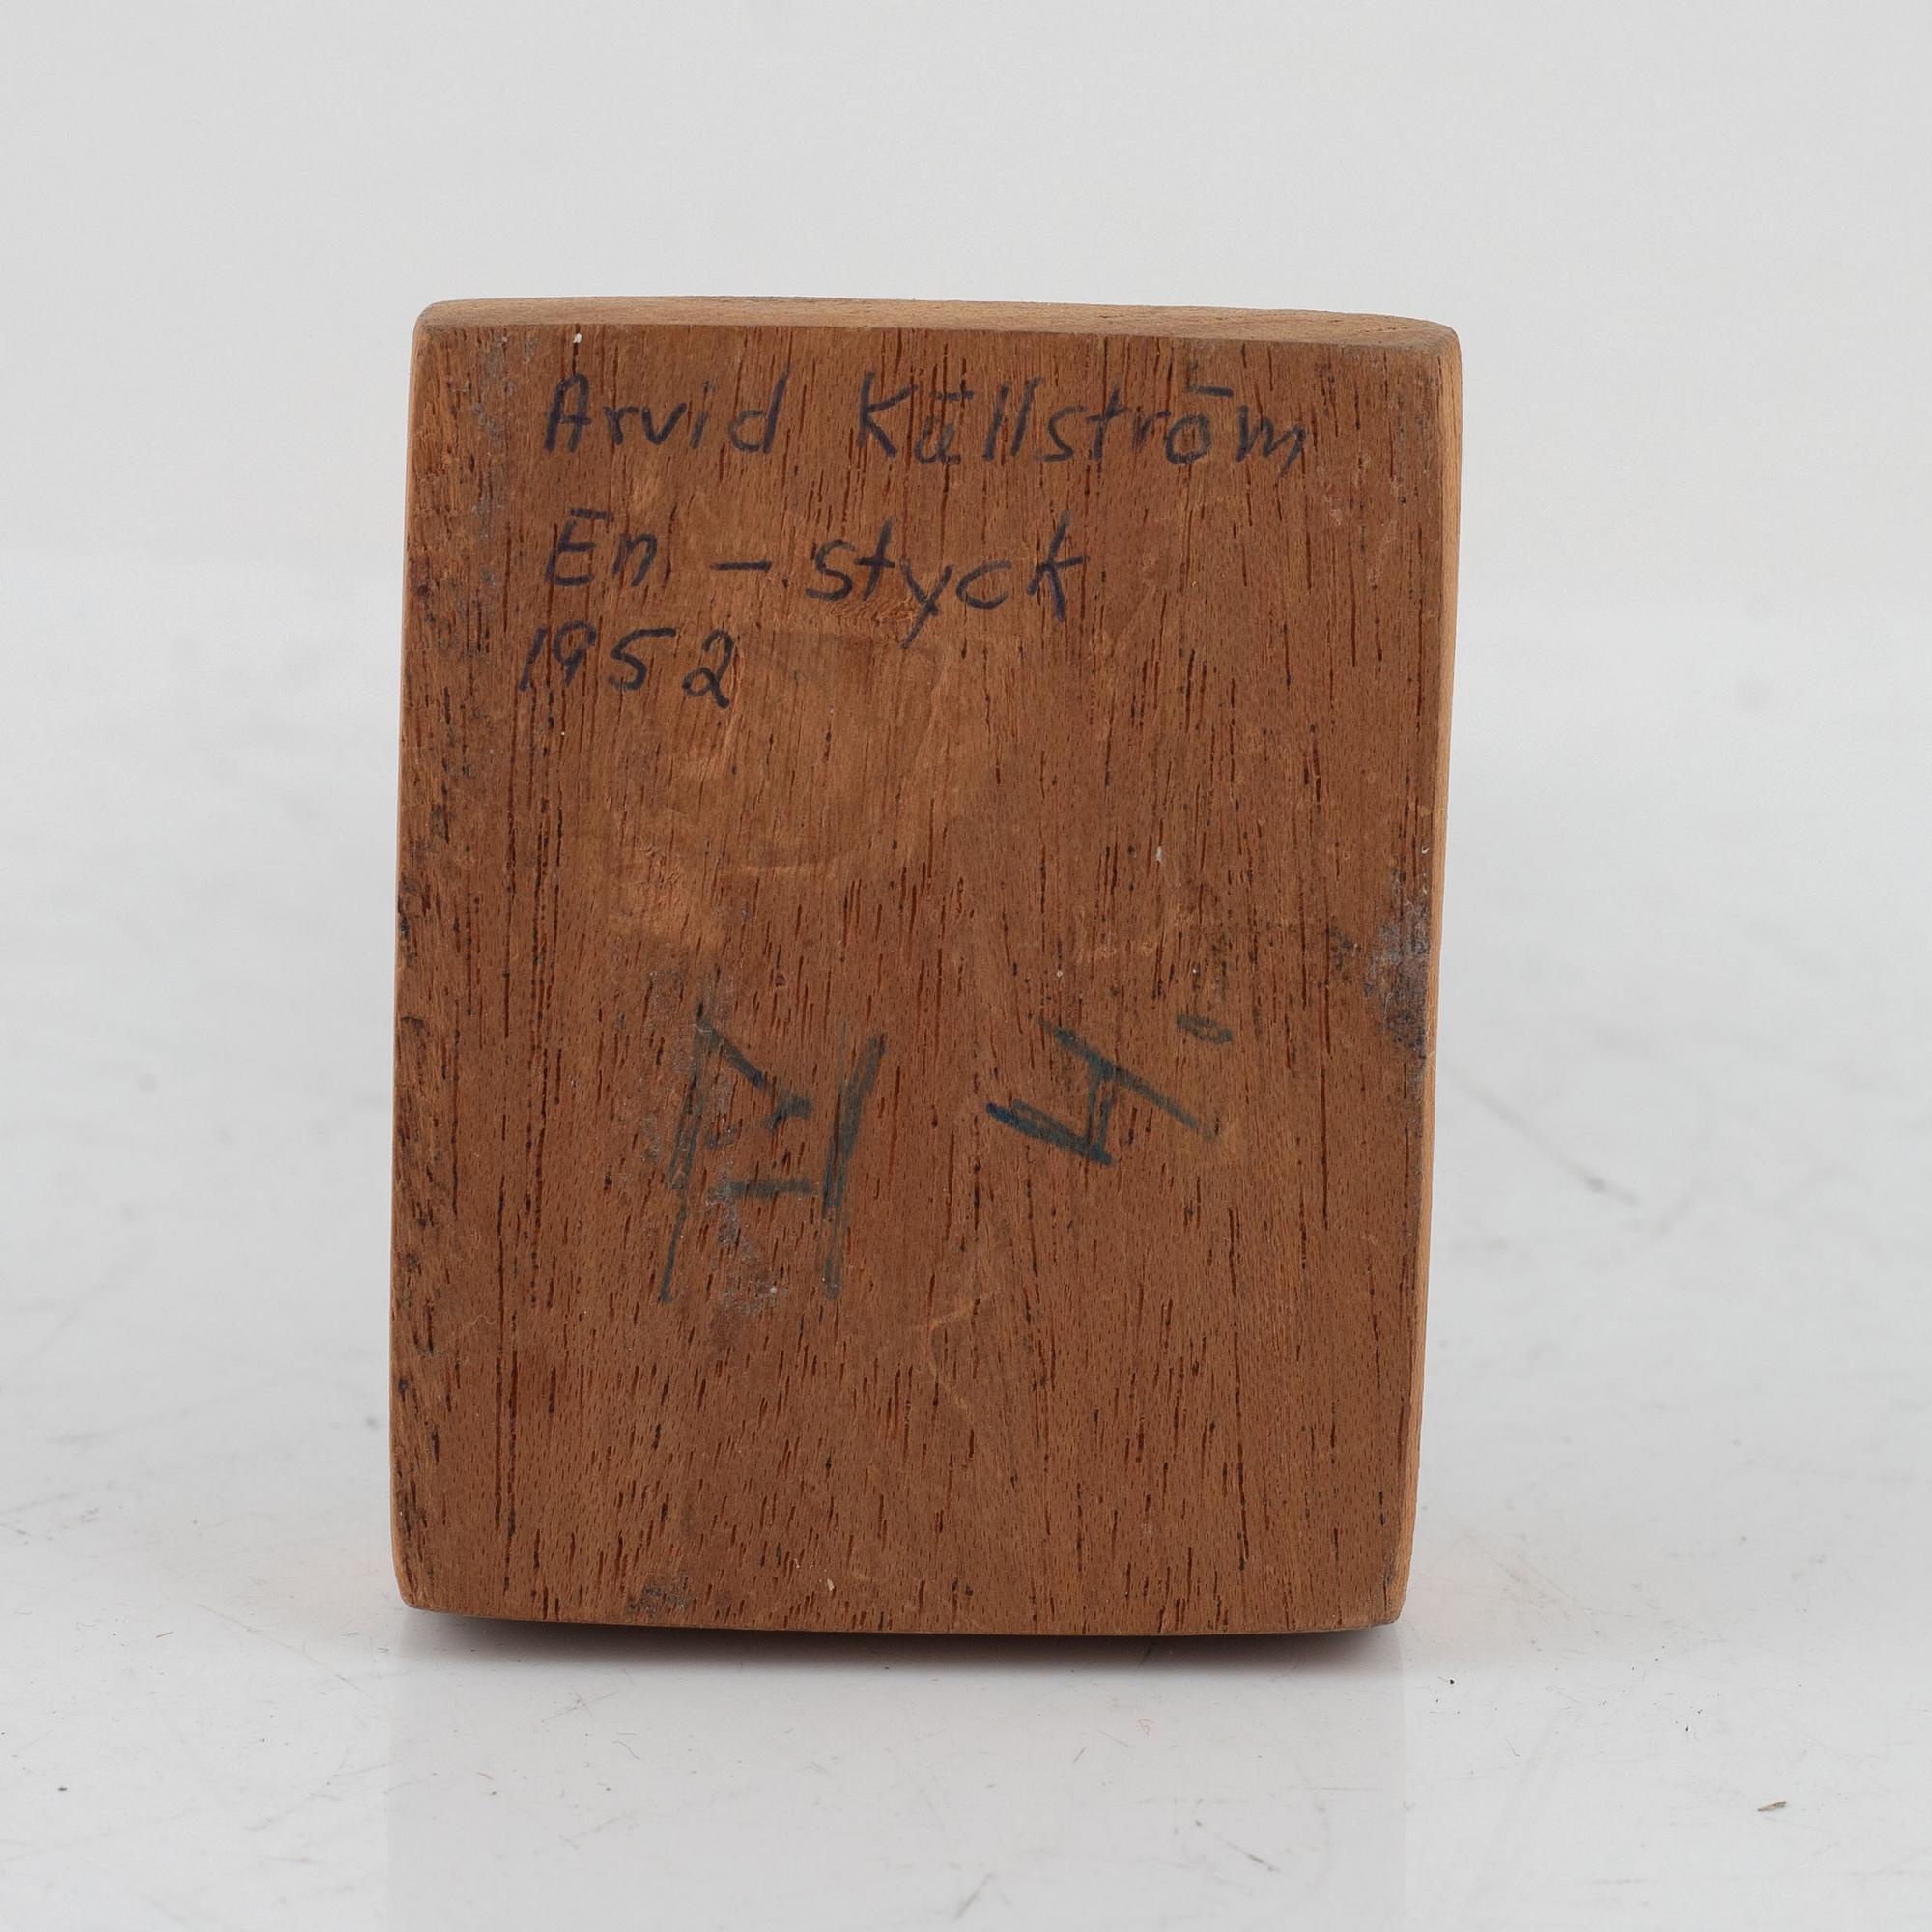 Arvid Källström
En - styck
1952